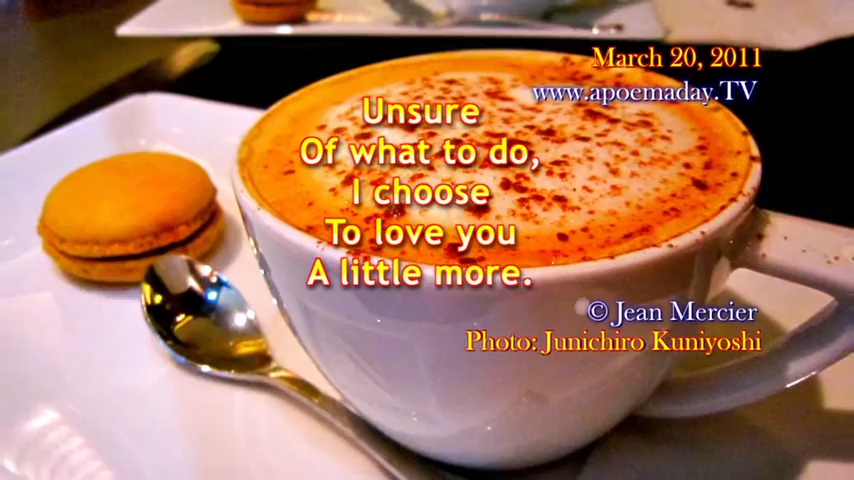 March 20, 2011
www.apoemaday.TV
Unsure
Of what to do,
I choose
To love you
A little more.
© Jean Mercier
Photo: Junichiro Kuniyoshi